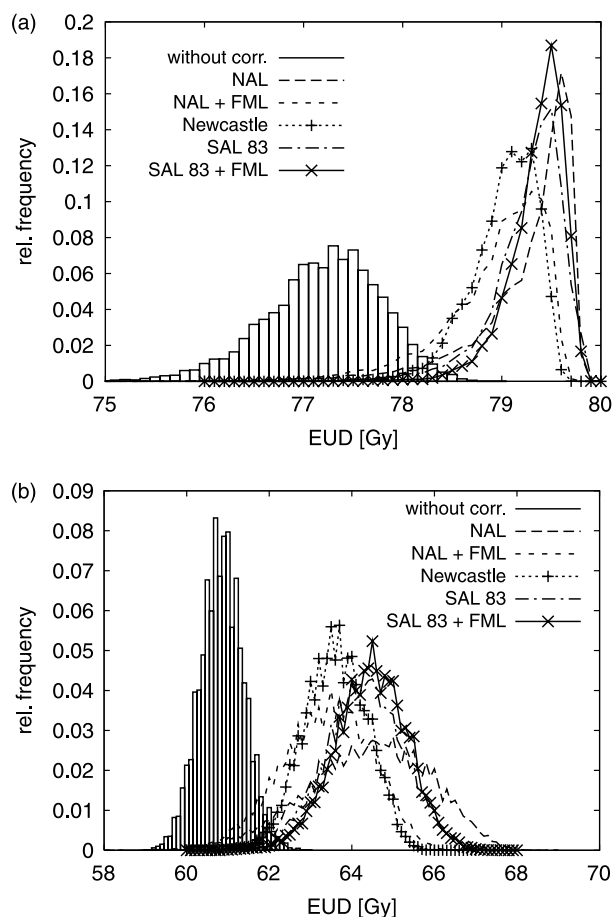 (a)
0.2
0.18
0.16
0.14
0.12
0.1
0.08
0.06
0.04
0.02
0
rel. frequency
without corr.
NAL
NAL + FML
Newcastle
SAL 83
SAL 83 + FML
75 76 77 78 79 80
EUD [Gy]
(b)
0.09
0.08
0.07
0.06
0.05
0.04
0.03
0.02
0.01
0
rel. frequency
without corr.
NAL
NAL + FML
Newcastle
SAL 83
SAL 83 + FML
58 60 62 64 66 68 70
EUD [Gy]